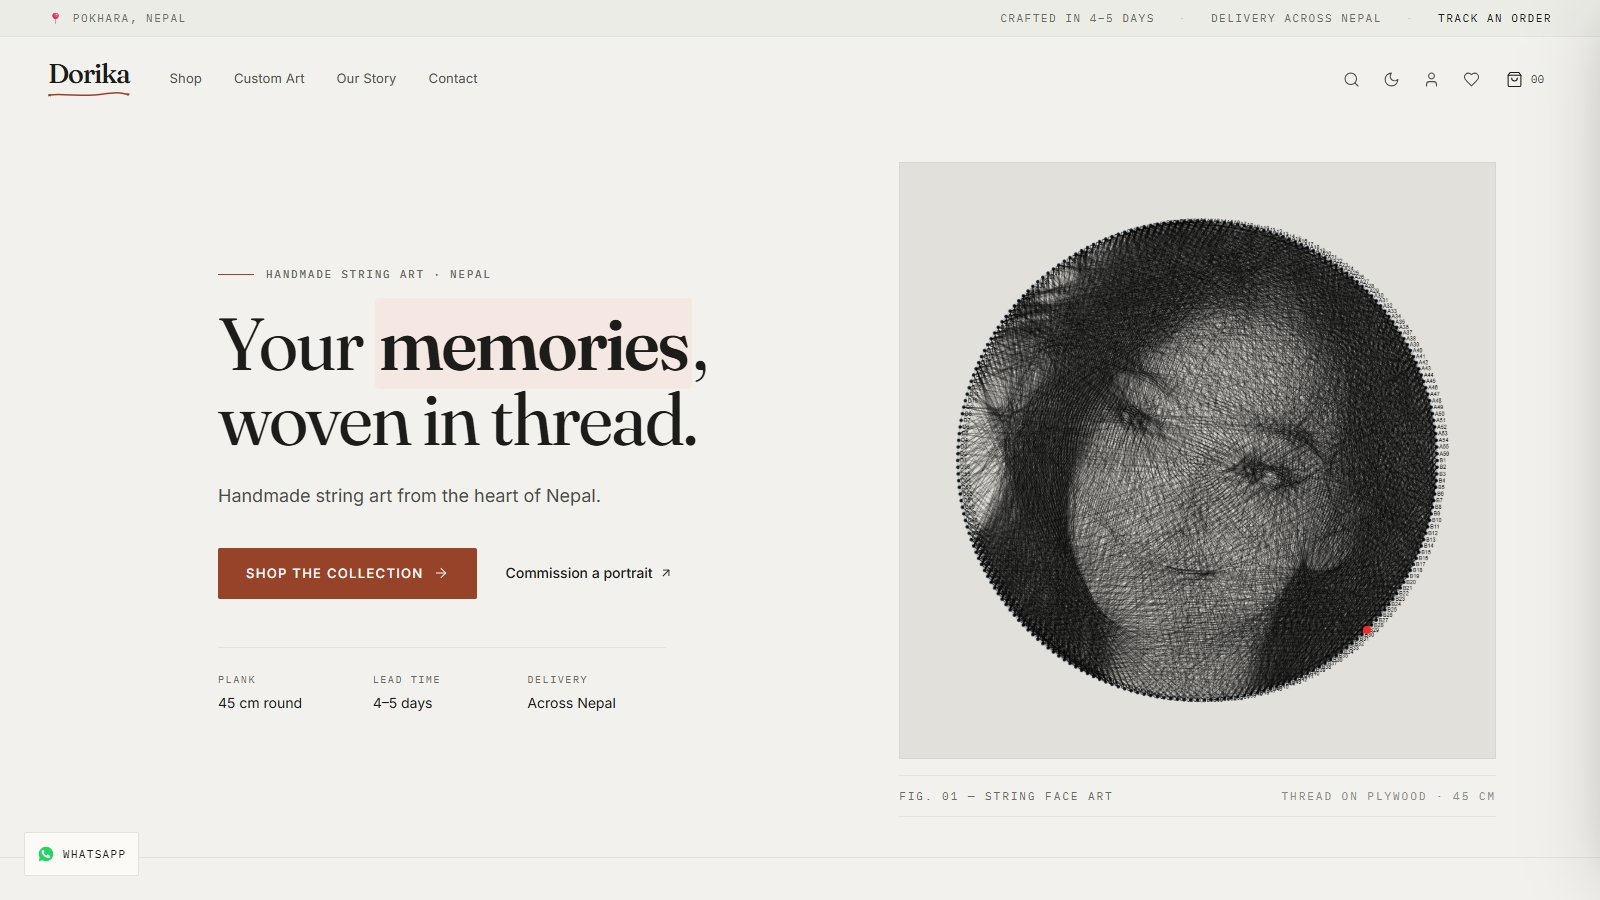 POKHARA, NEPAL
CRAFTED IN 4–5 DAYS · DELIVERY ACROSS NEPAL · TRACK AN ORDER
Dorika
Shop
Custom Art
Our Story
Contact
00
HANDMADE STRING ART · NEPAL
Your memories,
woven in thread.
Handmade string art from the heart of Nepal.
SHOP THE COLLECTION →
Commission a portrait ↗
PLANK
45 cm round
LEAD TIME
4–5 days
DELIVERY
Across Nepal
FIG. 01 — STRING FACE ART
THREAD ON PLYWOOD · 45 CM
WHATSAPP